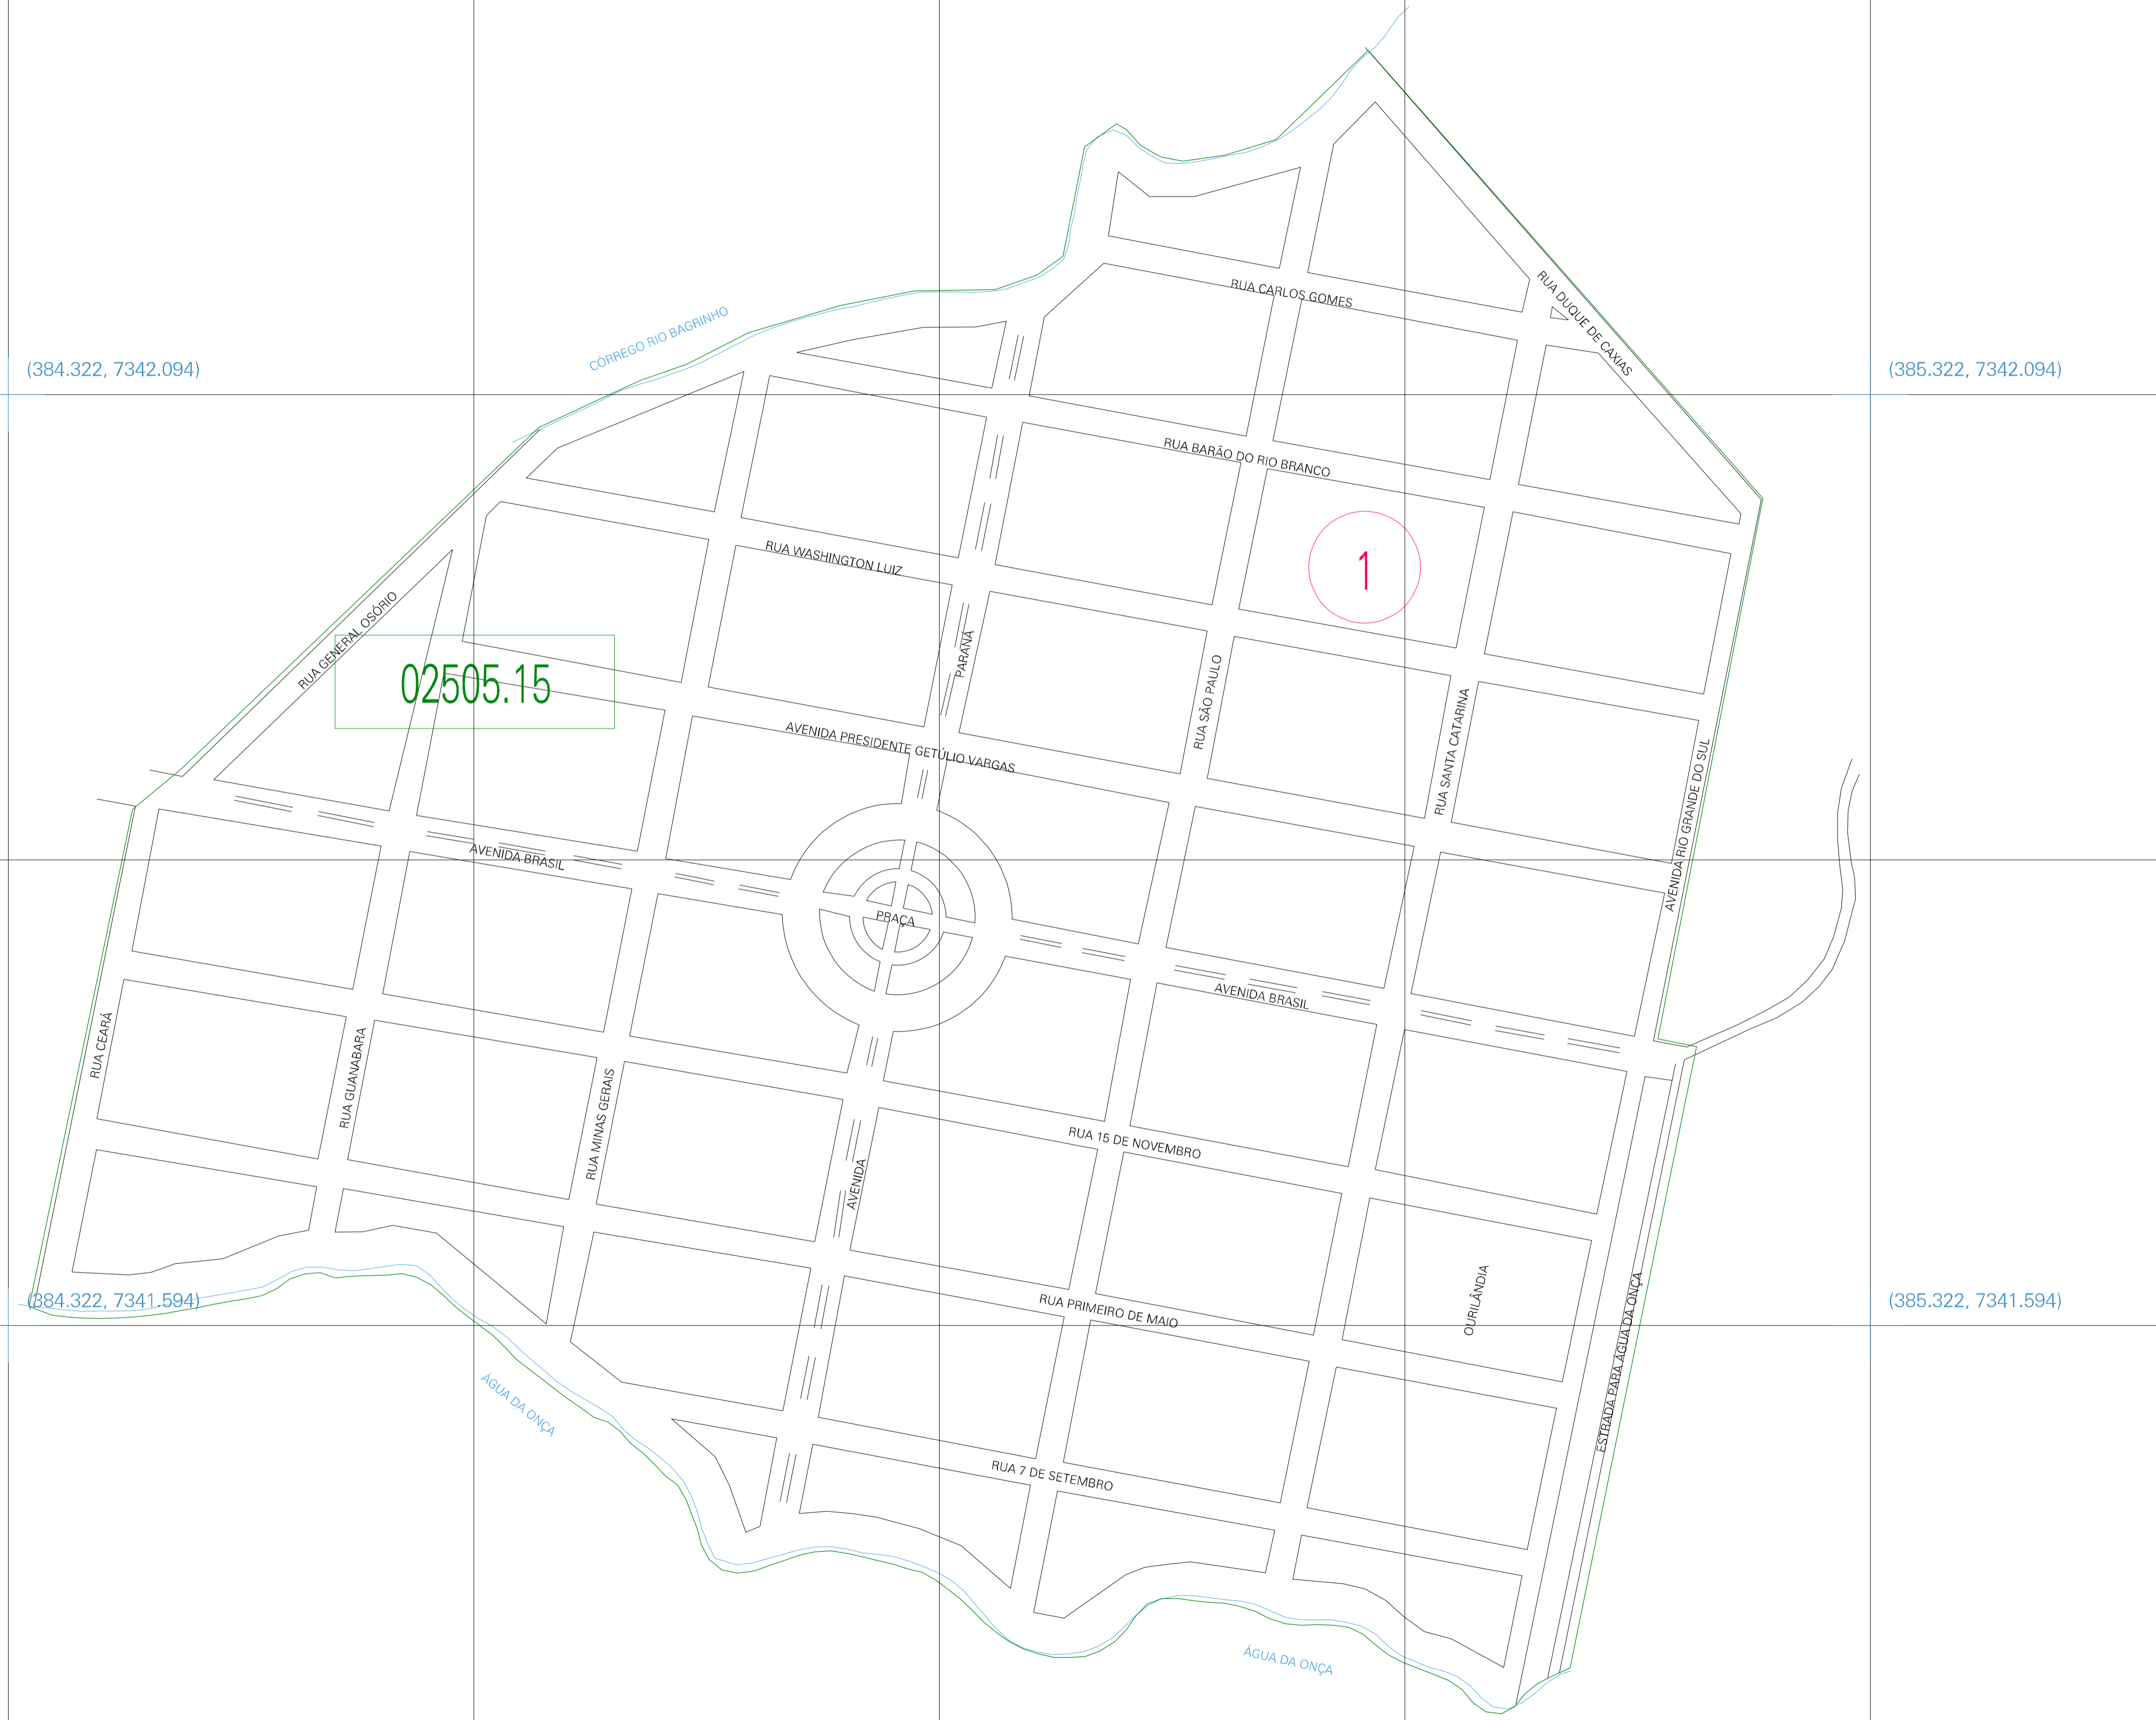 RUA CARLOS GOMES
RUA DUQUE DE CAXIAS
CÓRREGO RIO BAGRINHO
(384.322, 7342.094)
(385.322, 7342.094)
RUA BARÃO DO RIO BRANCO
RUA WASHINGTON LUIZ
1
RUA GENERAL OSÓRIO
PARANÁ
02505.15
RUA SÃO PAULO
RUA SANTA CATARINA
AVENIDA PRESIDENTE GETÚLIO VARGAS
AVENIDA RIO GRANDE DO SUL
AVENIDA BRASIL
PRAÇA
AVENIDA BRASIL
RUA CEARÁ
RUA GUANABARA
RUA MINAS GERAIS
RUA 15 DE NOVEMBRO
AVENIDA
(384.322, 7341.594)
(385.322, 7341.594)
RUA PRIMEIRO DE MAIO
OURILÂNDIA
ESTRADA PARA ÁGUA DA ONÇA
ÁGUA DA ONÇA
RUA 7 DE SETEMBRO
ÁGUA DA ONÇA